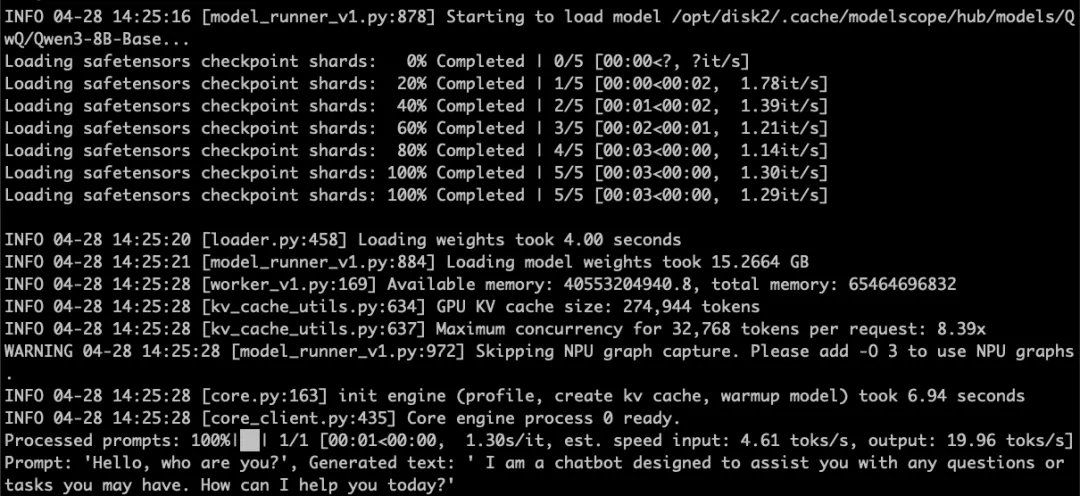 INFO 04-28 14:25:16 [model_runner_v1.py:878] Starting to load model /opt/disk2/.cache/modelscope/hub/models/Q
wQ/Qwen3-8B-Base...
Loading safetensors checkpoint shards:   0% Completed | 0/5 [00:00<?, ?it/s]
Loading safetensors checkpoint shards:  20% Completed | 1/5 [00:00<00:02,  1.78it/s]
Loading safetensors checkpoint shards:  40% Completed | 2/5 [00:01<00:02,  1.39it/s]
Loading safetensors checkpoint shards:  60% Completed | 3/5 [00:02<00:01,  1.21it/s]
Loading safetensors checkpoint shards:  80% Completed | 4/5 [00:03<00:00,  1.14it/s]
Loading safetensors checkpoint shards: 100% Completed | 5/5 [00:03<00:00,  1.30it/s]
Loading safetensors checkpoint shards: 100% Completed | 5/5 [00:03<00:00,  1.29it/s]
INFO 04-28 14:25:20 [loader.py:458] Loading weights took 4.00 seconds
INFO 04-28 14:25:21 [model_runner_v1.py:884] Loading model weights took 15.2664 GB
INFO 04-28 14:25:28 [worker_v1.py:169] Available memory: 40553204940.8, total memory: 65464696832
INFO 04-28 14:25:28 [kv_cache_utils.py:634] GPU KV cache size: 274,944 tokens
INFO 04-28 14:25:28 [kv_cache_utils.py:637] Maximum concurrency for 32,768 tokens per request: 8.39x
WARNING 04-28 14:25:28 [model_runner_v1.py:972] Skipping NPU graph capture. Please add -O 3 to use NPU graphs
.
INFO 04-28 14:25:28 [core.py:163] init engine (profile, create kv cache, warmup model) took 6.94 seconds
INFO 04-28 14:25:28 [core_client.py:435] Core engine process 0 ready.
Processed prompts: 100%|██| 1/1 [00:01<00:00,  1.30s/it, est. speed input: 4.61 toks/s, output: 19.96 toks/s]
Prompt: 'Hello, who are you?', Generated text: ' I am a chatbot designed to assist you with any questions or
tasks you may have. How can I help you today?'